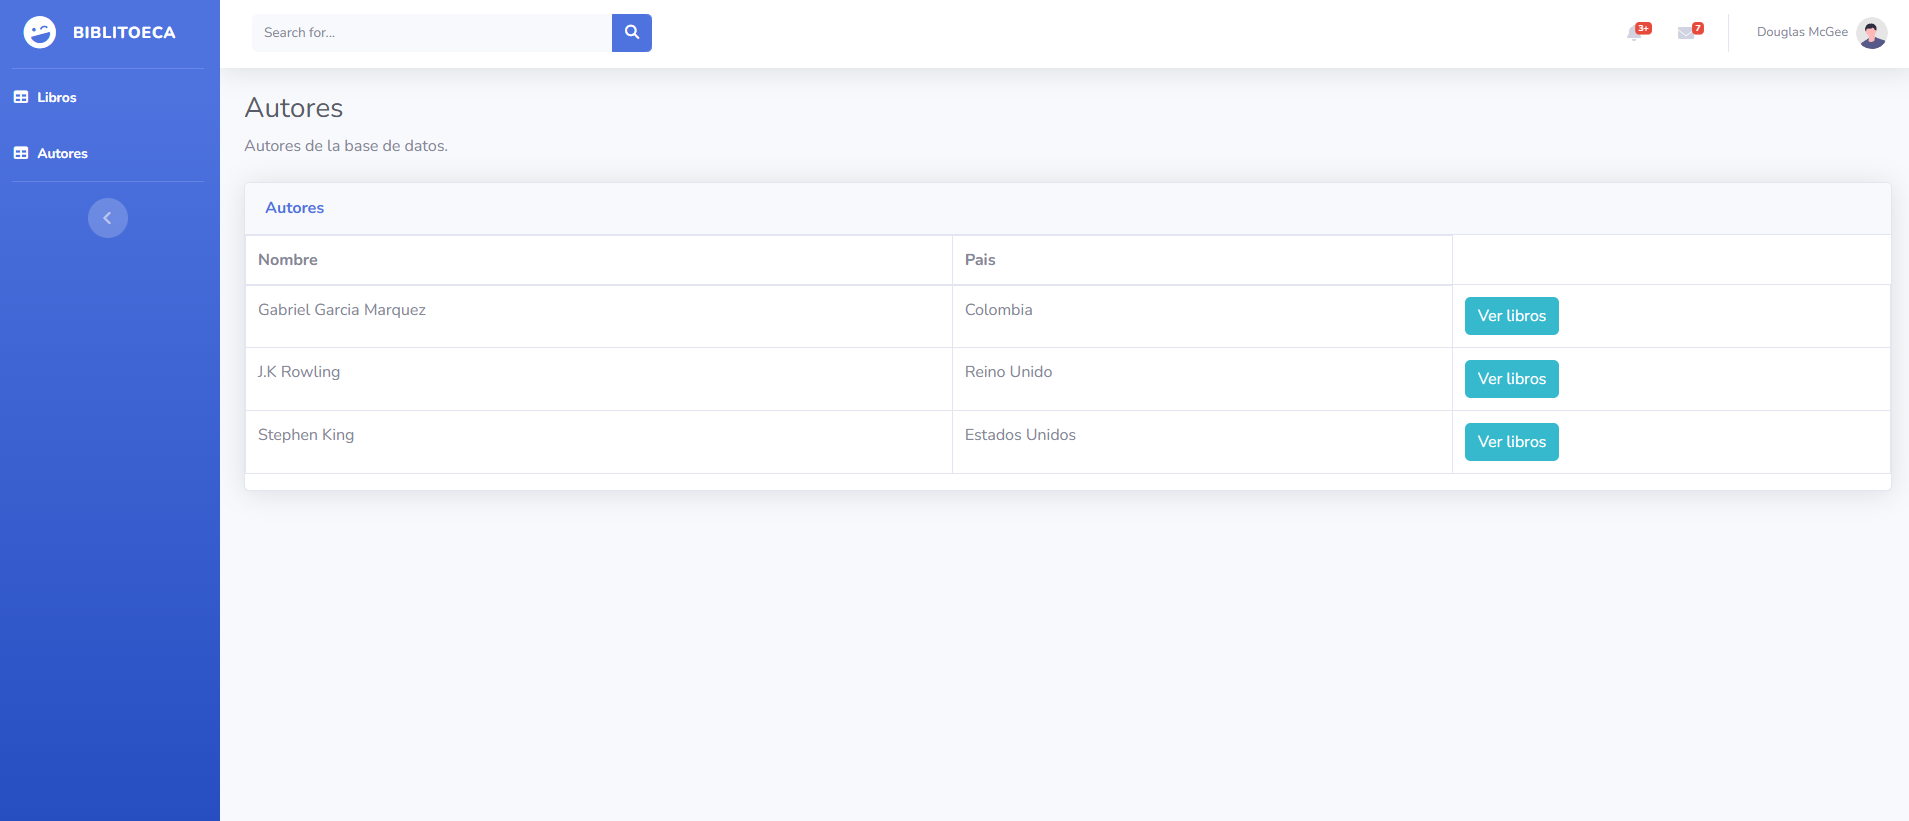 BIBLITOECA
Libros
Autores
Search for...
3+
7
Douglas McGee
Autores
Autores de la base de datos.
Autores
Nombre Pais
Gabriel Garcia Marquez Colombia Ver libros
J.K Rowling Reino Unido Ver libros
Stephen King Estados Unidos Ver libros